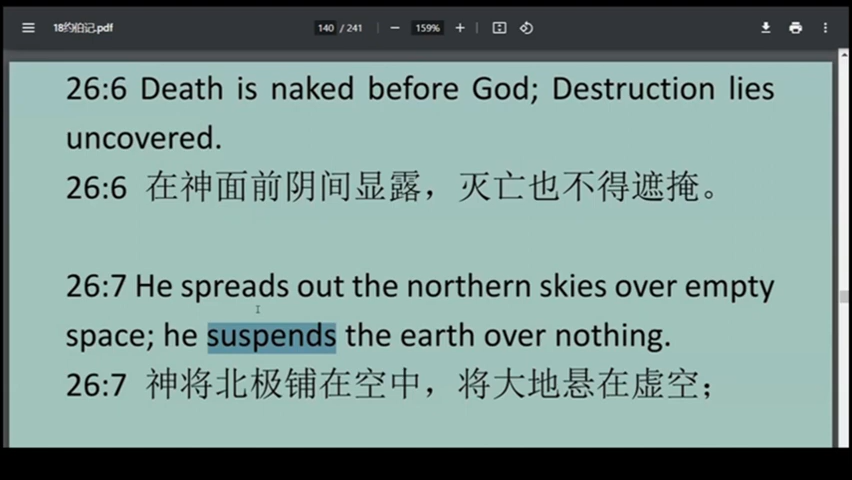 18约伯记.pdf
140 / 241
159%
26:6 Death is naked before God; Destruction lies
uncovered.
26:6 在神面前阴间显露，灭亡也不得遮掩。
26:7 He spreads out the northern skies over empty
space; he suspends the earth over nothing.
26:7 神将北极铺在空中，将大地悬在虚空；